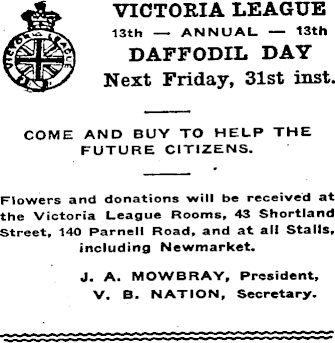 VICTORIA LEAGUE
VICTORIA LEAGUE
13th — ANNUAL — 13th
DAFFODIL DAY
Next Friday, 31st inst.
COME AND BUY TO HELP THE
FUTURE CITIZENS.
Flowers and donations will be received at
the Victoria League Rooms, 43 Shortland
Street, 140 Parnell Road, and at all Stalls,
including Newmarket.
J. A. MOWBRAY, President,
V. B. NATION, Secretary.